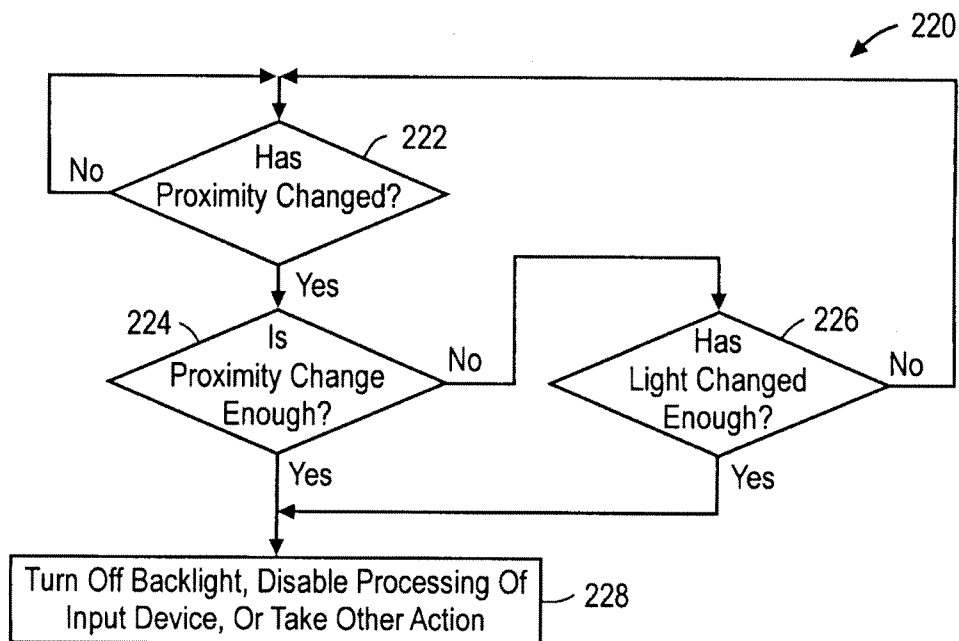 220
222
Has
Proximity Changed?
No
Yes
224
Is
Proximity Change
Enough?
No
226
Has
Light Changed
Enough?
No
Yes
Yes
Turn Off Backlight, Disable Processing Of
Input Device, Or Take Other Action
228